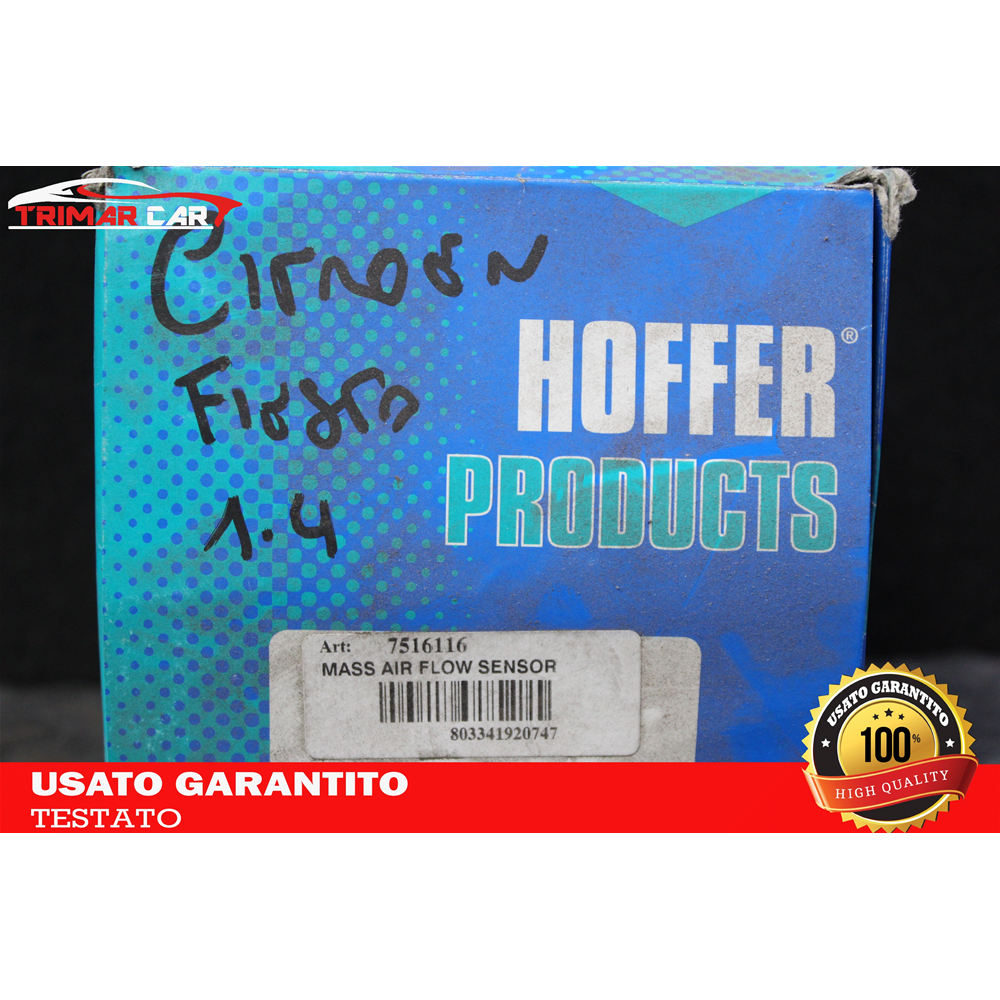 TRIMAR CAR
Citroen
Fiesta
1.4
HOFFER®
PRODUCTS
Art: 7516116
MASS AIR FLOW SENSOR
803341920747
USATO GARANTITO
100%
HIGH QUALITY
USATO GARANTITO
TESTATO